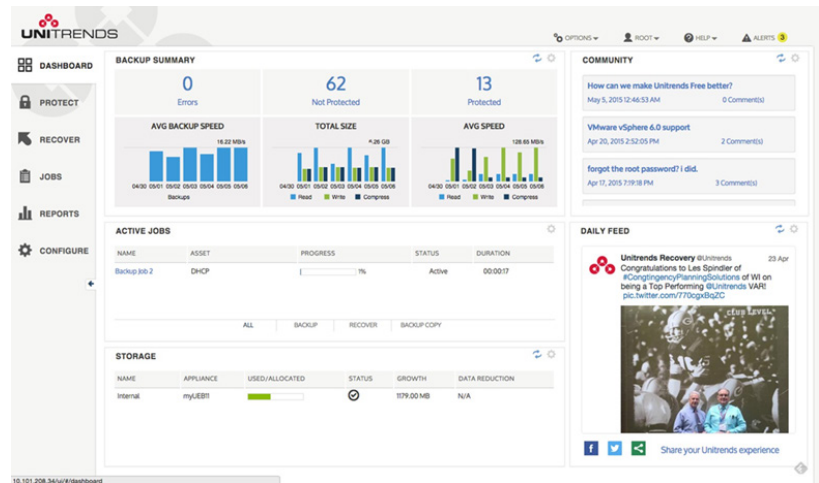 UNITRENDS
OPTIONS
ROOT
HELP
ALERTS 3
DASHBOARD
PROTECT
RECOVER
JOBS
REPORTS
CONFIGURE
BACKUP SUMMARY
0
Errors
62
Not Protected
13
Protected
AVG BACKUP SPEED
16.22 MB/s
04/30 05/01 05/02 05/03 05/04 05/05 05/06
Backups
TOTAL SIZE
GB
04/30 05/01 05/02 05/03 05/04 05/05 05/06
Read Write Compress
AVG SPEED
128.65 MB/s
04/30 05/01 05/02 05/03 05/04 05/05 05/06
Read Write Compress
ACTIVE JOBS
NAME ASSET PROGRESS STATUS DURATION
Backup Job 2 DHCP 1% Active 00:00:17
ALL BACKUP RECOVER BACKUP COPY
STORAGE
NAME APPLIANCE USED/ALLOCATED STATUS GROWTH DATA REDUCTION
Internal myUEB11 1179.00 MB N/A
COMMUNITY
How can we make Unitrends Free better?
May 5, 2015 12:46:53 AM 0 Comment(s)
VMware vSphere 6.0 support
Apr 20, 2015 2:52:05 PM 2 Comment(s)
forgot the root password? i did.
Apr 17, 2015 7:19:18 PM 3 Comment(s)
DAILY FEED
Unitrends Recovery @Unitrends 23 Apr
Congratulations to Les Spindler of
#CongtingencyPlanningSolutions of WI on
being a Top Performing @Unitrends VAR!
pic.twitter.com/770cgxBqZC
CLUB LEVEL
Share your Unitrends experience
10.101.208.34/ui/#/dashboard